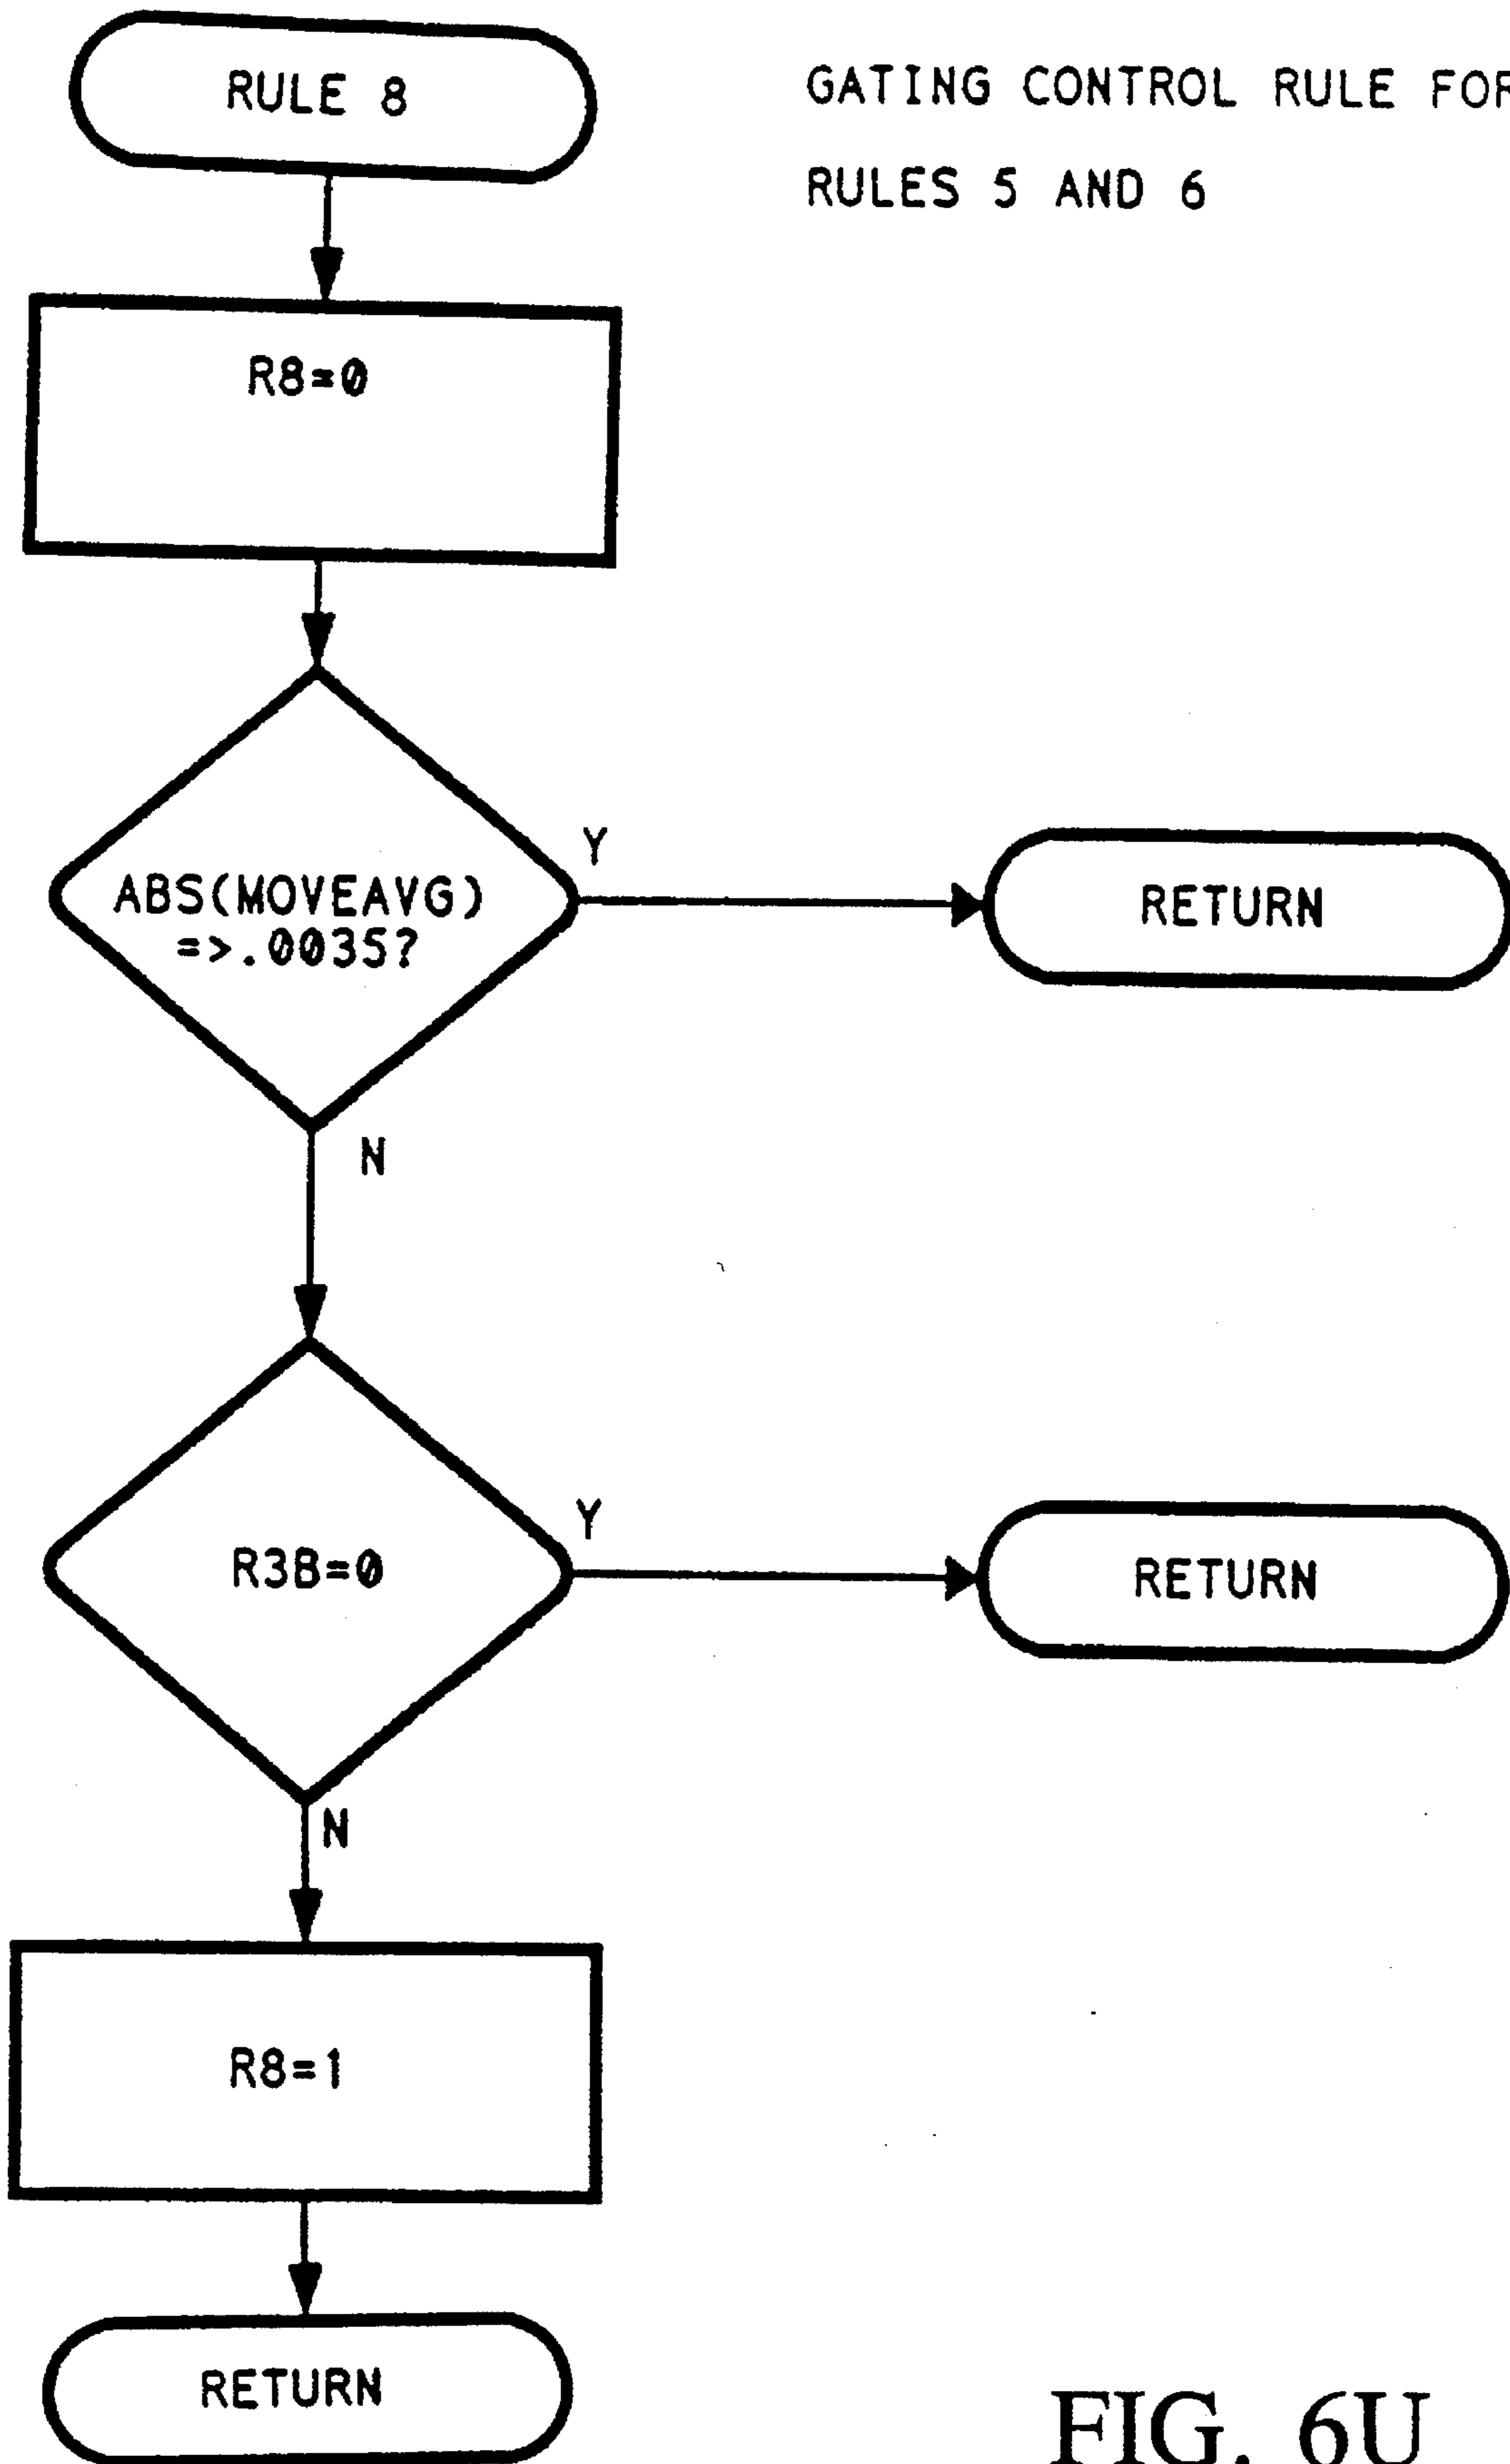 RULE 8
GATING CONTROL RULE FOR
RULES 5 AND 6
R8=0
ABS(MOVEAVG)
=>.0035?
Y
RETURN
N
R3B=0
Y
RETURN
N
R8=1
RETURN
FIG. 6U